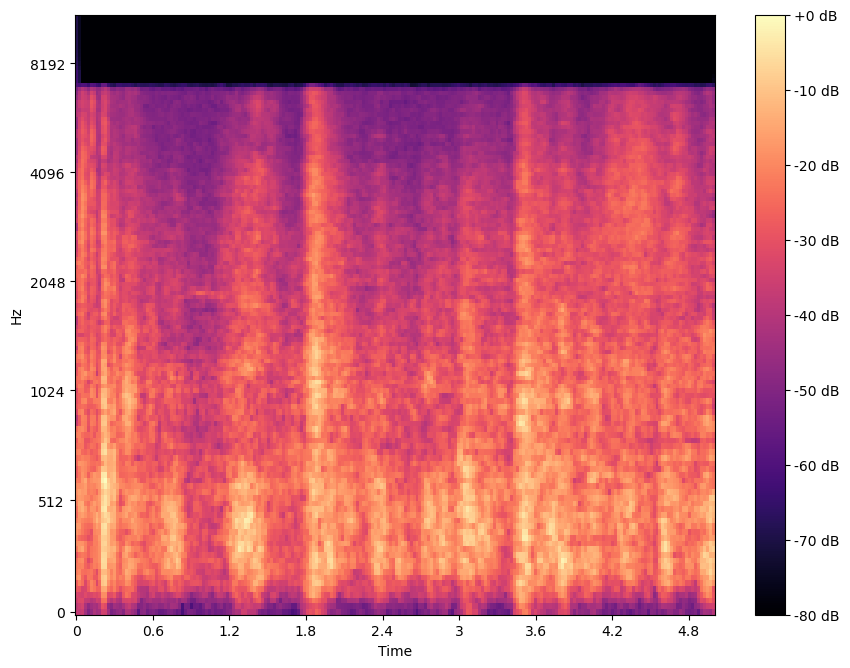 +0 dB
8192
-10 dB
4096
-20 dB
-30 dB
2048
Hz
-40 dB
1024
-50 dB
-60 dB
512
-70 dB
0
-80 dB
0 0.6 1.2 1.8 2.4 3 3.6 4.2 4.8
Time